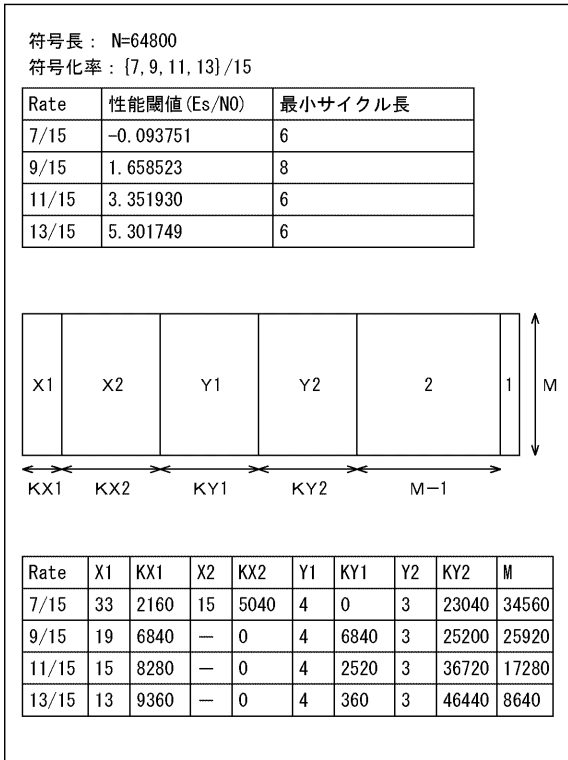 符号長： N=64800
符号化率：{7,9,11,13}/15
Rate 性能閾値(Es/N0) 最小サイクル長
7/15 -0.093751 6
9/15 1.658523 8
11/15 3.351930 6
13/15 5.301749 6
X1 X2 Y1 Y2 2 1 M
KX1 KX2 KY1 KY2 M−1
Rate X1 KX1 X2 KX2 Y1 KY1 Y2 KY2 M
7/15 33 2160 15 5040 4 0 3 23040 34560
9/15 19 6840 — 0 4 6840 3 25200 25920
11/15 15 8280 — 0 4 2520 3 36720 17280
13/15 13 9360 — 0 4 360 3 46440 8640